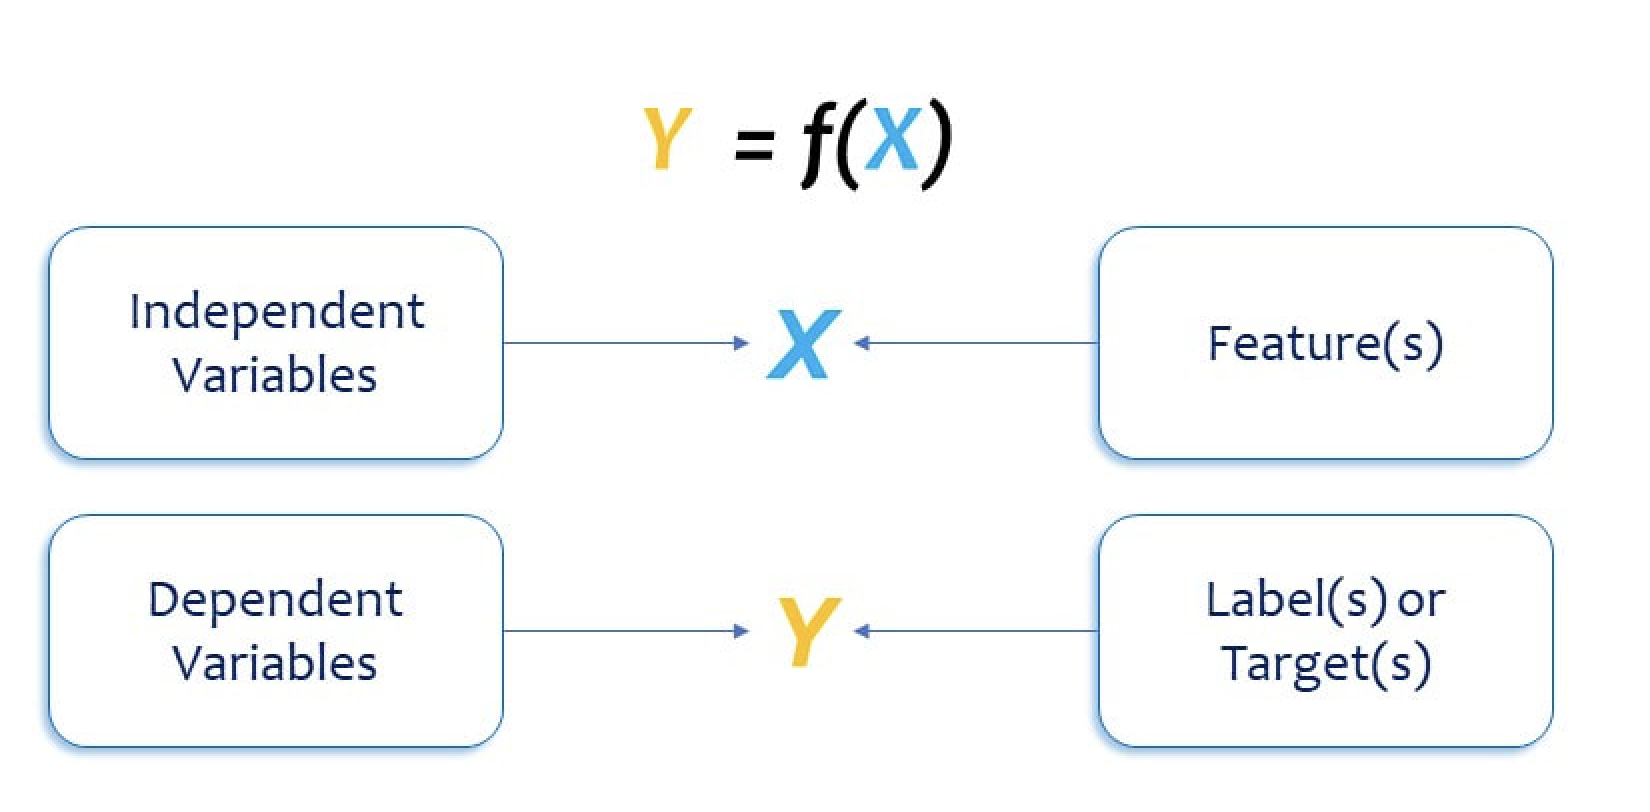 Y = f(X)
Independent
Variables
X
Feature(s)
Dependent
Variables
Y
Label(s) or
Target(s)